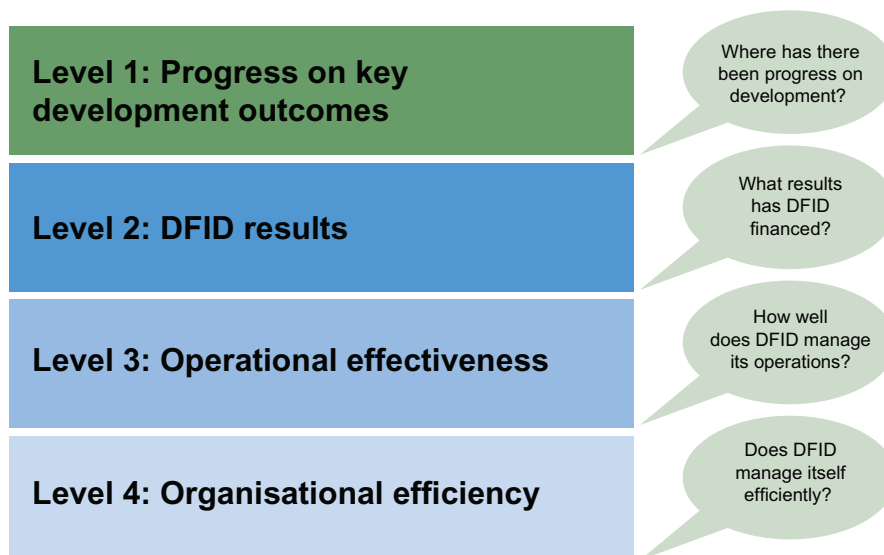 Level 1: Progress on key
development outcomes
Where has there
been progress on
development?
Level 2: DFID results
What results
has DFID
financed?
Level 3: Operational effectiveness
How well
does DFID manage
its operations?
Level 4: Organisational efficiency
Does DFID
manage itself
efficiently?